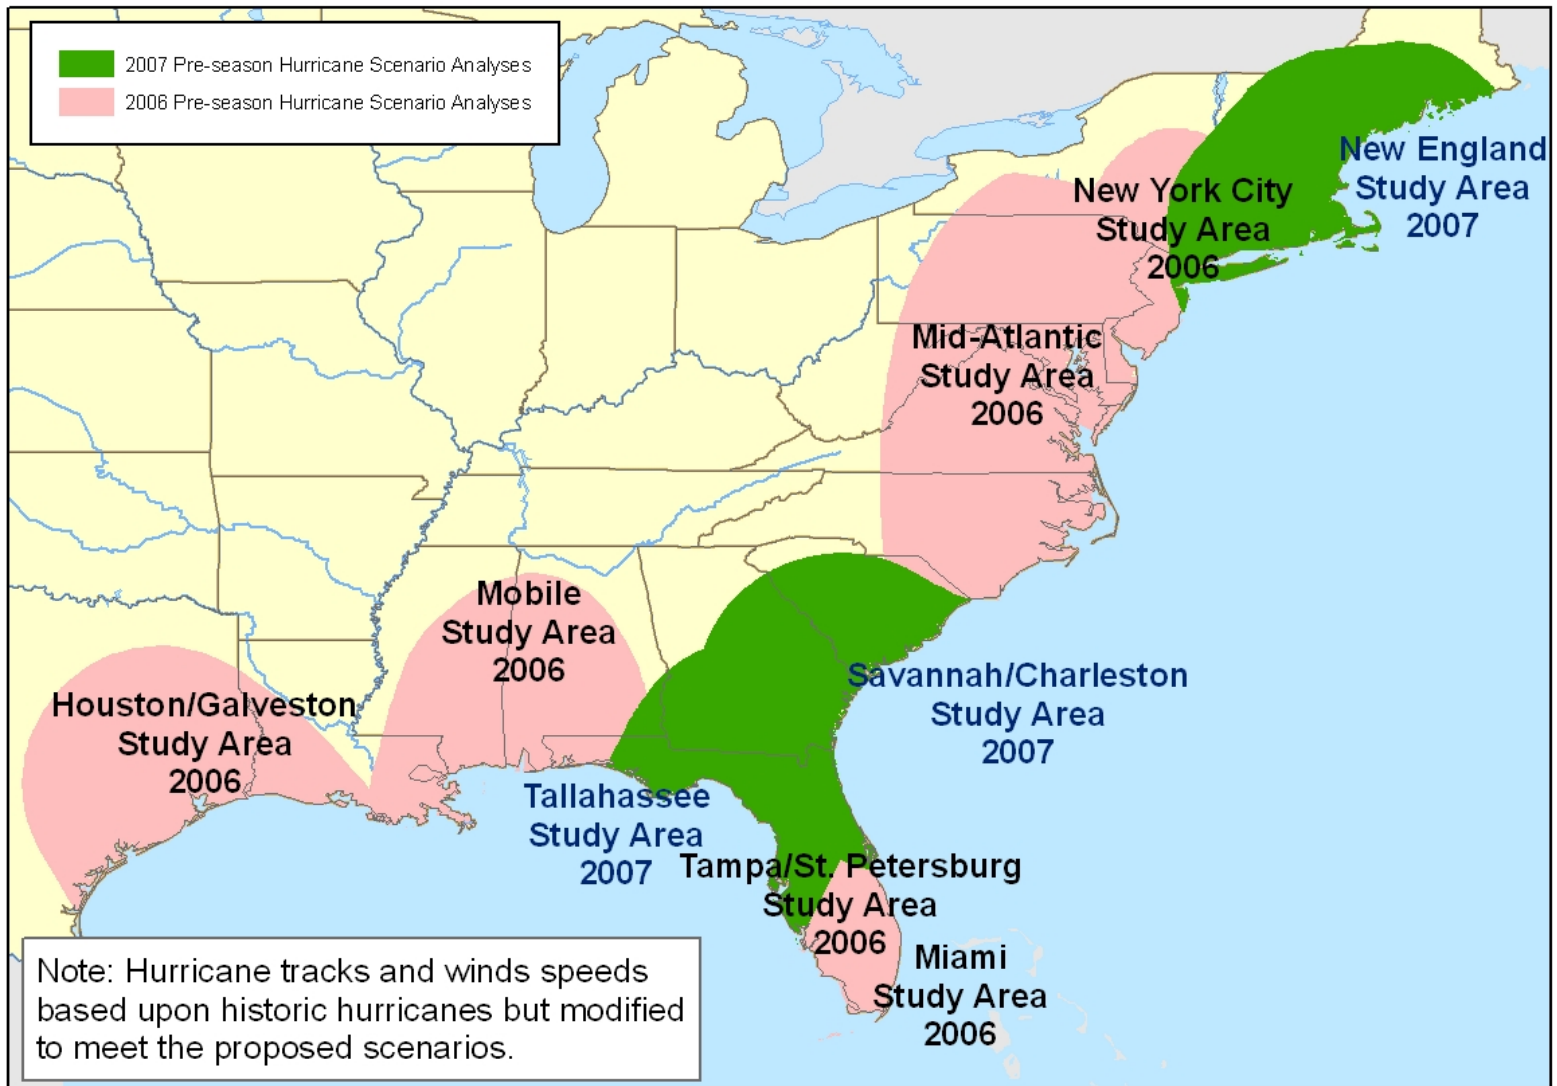 2007 Pre-season Hurricane Scenario Analyses
2006 Pre-season Hurricane Scenario Analyses
New England
Study Area
2007
New York City
Study Area
2006
Mid-Atlantic
Study Area
2006
Mobile
Study Area
2006
Savannah/Charleston
Study Area
2007
Houston/Galveston
Study Area
2006
Tallahassee
Study Area
2007
Tampa/St. Petersburg
Study Area
2006
Miami
Study Area
2006
Note: Hurricane tracks and winds speeds
based upon historic hurricanes but modified
to meet the proposed scenarios.